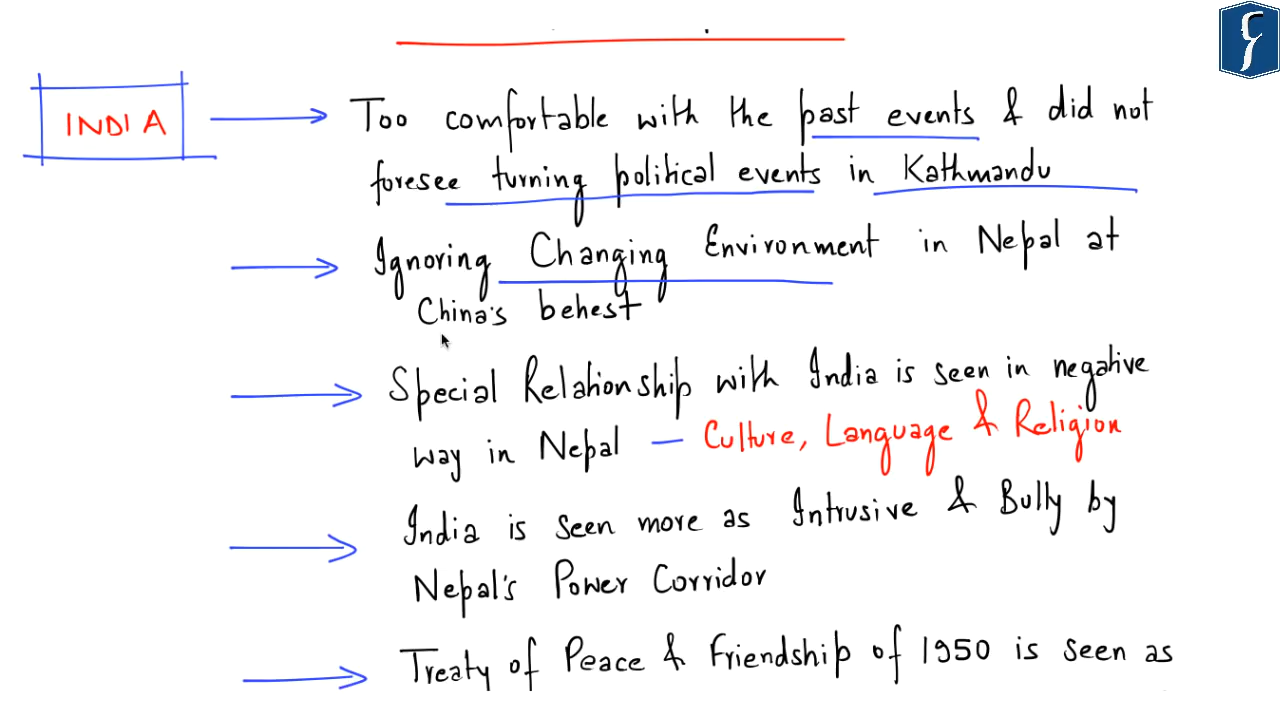 INDIA
Too comfortable with the past events & did not
foresee turning political events in Kathmandu
Ignoring Changing Environment in Nepal at
China's behest
Special Relationship with India is seen in negative
way in Nepal — Culture, Language & Religion
India is seen more as Intrusive & Bully by
Nepal's Power Corridor
Treaty of Peace & Friendship of 1950 is seen as